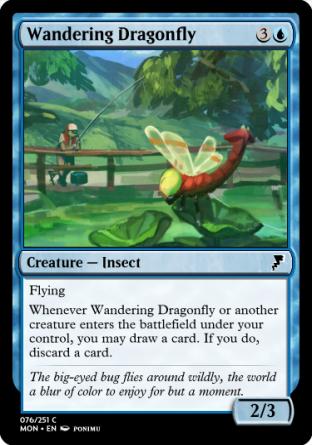 Wandering Dragonfly 3
Creature — Insect
Flying
Whenever Wandering Dragonfly or another
creature enters the battlefield under your
control, you may draw a card. If you do,
discard a card.
The big-eyed bug flies around wildly, the world
a blur of color to enjoy for but a moment.
076/251 C
MON • EN PONIMU
2/3